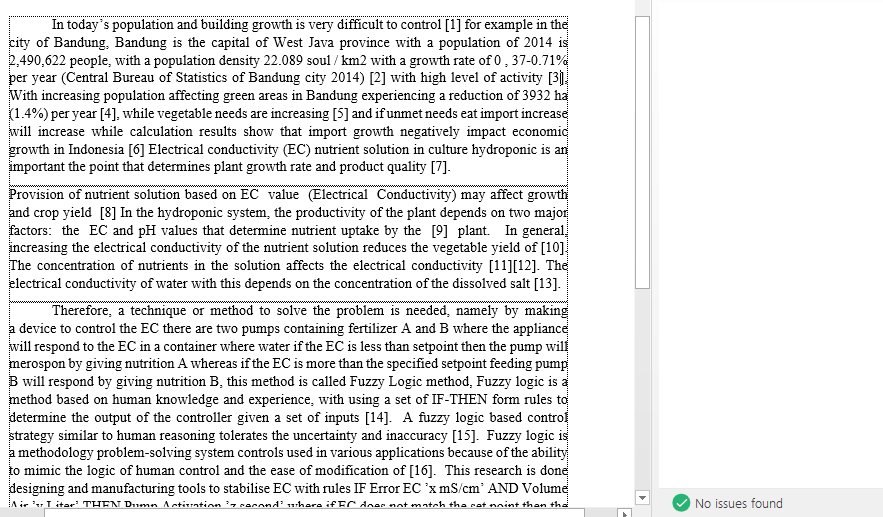 In today's population and building growth is very difficult to control [1] for example in the
city of Bandung, Bandung is the capital of West Java province with a population of 2014 is
2,490,622 people, with a population density 22.089 soul / km2 with a growth rate of 0 , 37-0.71%
per year (Central Bureau of Statistics of Bandung city 2014) [2] with high level of activity [3],
With increasing population affecting green areas in Bandung experiencing a reduction of 3932 ha
(1.4%) per year [4], while vegetable needs are increasing [5] and if unmet needs eat import increase
will increase while calculation results show that import growth negatively impact economic
growth in Indonesia [6] Electrical conductivity (EC) nutrient solution in culture hydroponic is an
important the point that determines plant growth rate and product quality [7].
Provision of nutrient solution based on EC value (Electrical Conductivity) may affect growth
and crop yield [8] In the hydroponic system, the productivity of the plant depends on two major
factors: the EC and pH values that determine nutrient uptake by the [9] plant. In general,
increasing the electrical conductivity of the nutrient solution reduces the vegetable yield of [10].
The concentration of nutrients in the solution affects the electrical conductivity [11][12]. The
electrical conductivity of water with this depends on the concentration of the dissolved salt [13].
Therefore, a technique or method to solve the problem is needed, namely by making
a device to control the EC there are two pumps containing fertilizer A and B where the appliance
will respond to the EC in a container where water if the EC is less than setpoint then the pump will
merospon by giving nutrition A whereas if the EC is more than the specified setpoint feeding pump
B will respond by giving nutrition B, this method is called Fuzzy Logic method, Fuzzy logic is a
method based on human knowledge and experience, with using a set of IF-THEN form rules to
determine the output of the controller given a set of inputs [14]. A fuzzy logic based control
strategy similar to human reasoning tolerates the uncertainty and inaccuracy [15]. Fuzzy logic is
a methodology problem-solving system controls used in various applications because of the ability
to mimic the logic of human control and the ease of modification of [16]. This research is done
designing and manufacturing tools to stabilise EC with rules IF Error EC 'x mS/cm' AND Volume
Air 'y Liter' THEN Pump Activation 'z second' where if EC does not match the set point then the
No issues found